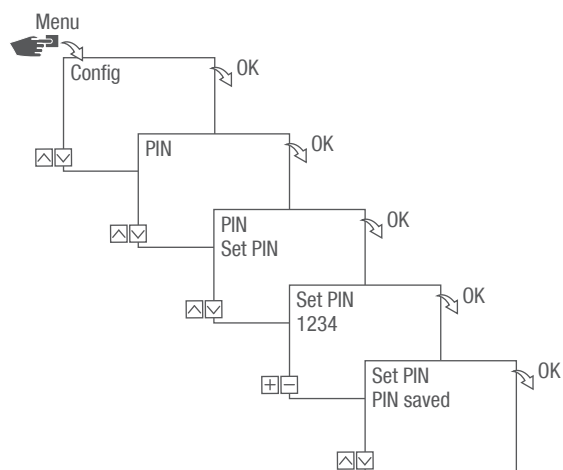 Menu
Config
OK
PIN
OK
PIN
Set PIN
OK
Set PIN
1234
OK
Set PIN
PIN saved
OK